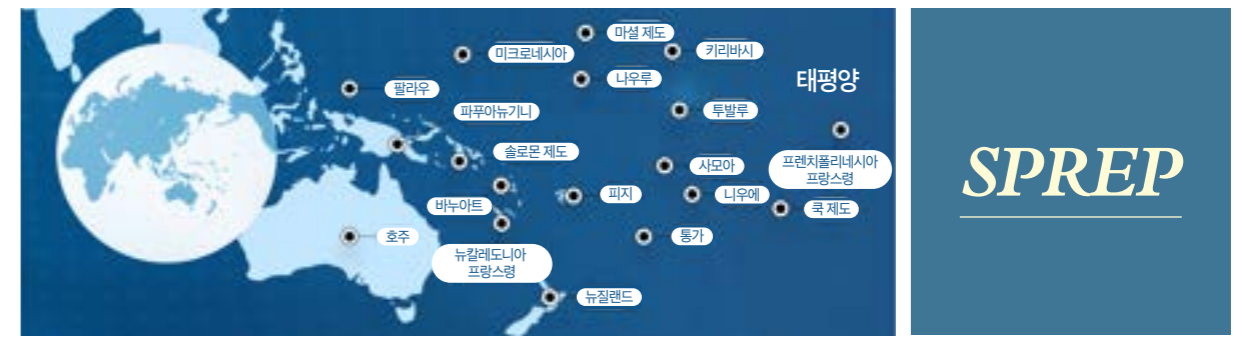 마셜 제도
미크로네시아
키리바시
나우루
태평양
팔라우
파푸아뉴기니
투발루
솔로몬 제도
사모아
프렌치폴리네시아
프랑스령
바누아트
피지
니우에
쿡 제도
호주
통가
뉴칼레도니아
프랑스령
뉴질랜드
SPREP